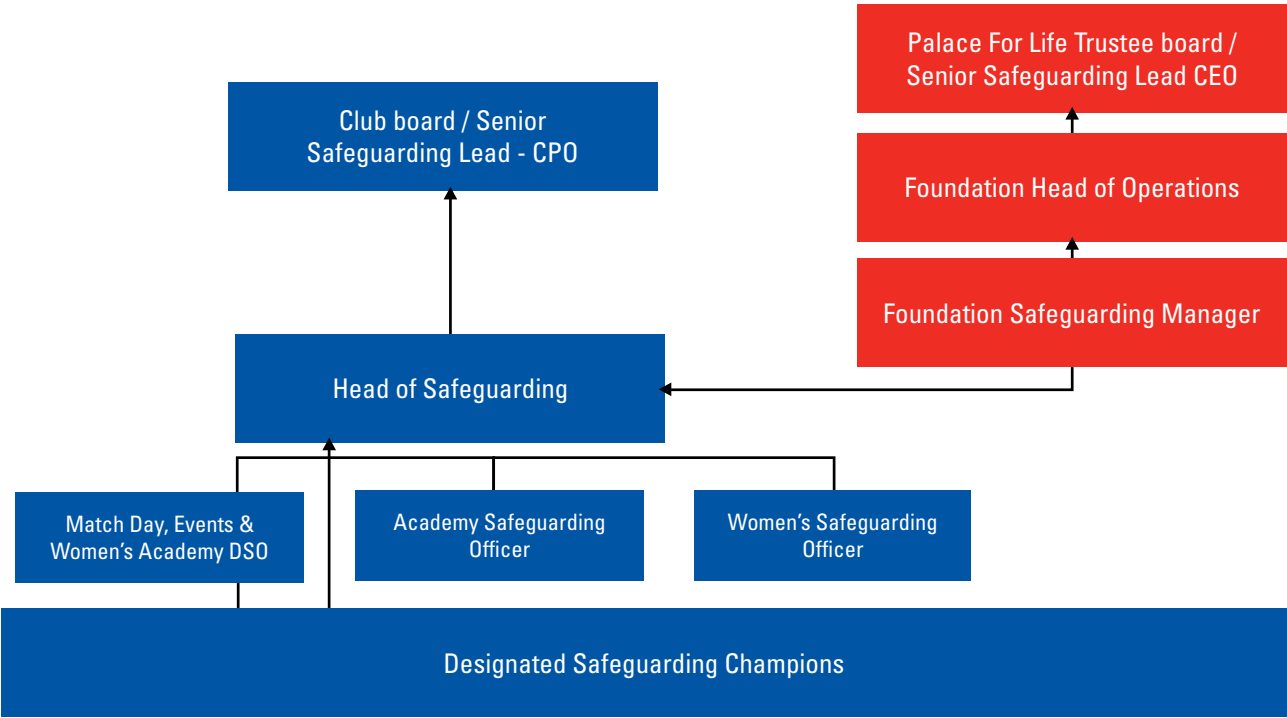 Palace For Life Trustee board /
Senior Safeguarding Lead CEO
Club board / Senior
Safeguarding Lead - CPO
Foundation Head of Operations
Foundation Safeguarding Manager
Head of Safeguarding
Match Day, Events &
Women’s Academy DSO
Academy Safeguarding
Officer
Women’s Safeguarding
Officer
Designated Safeguarding Champions